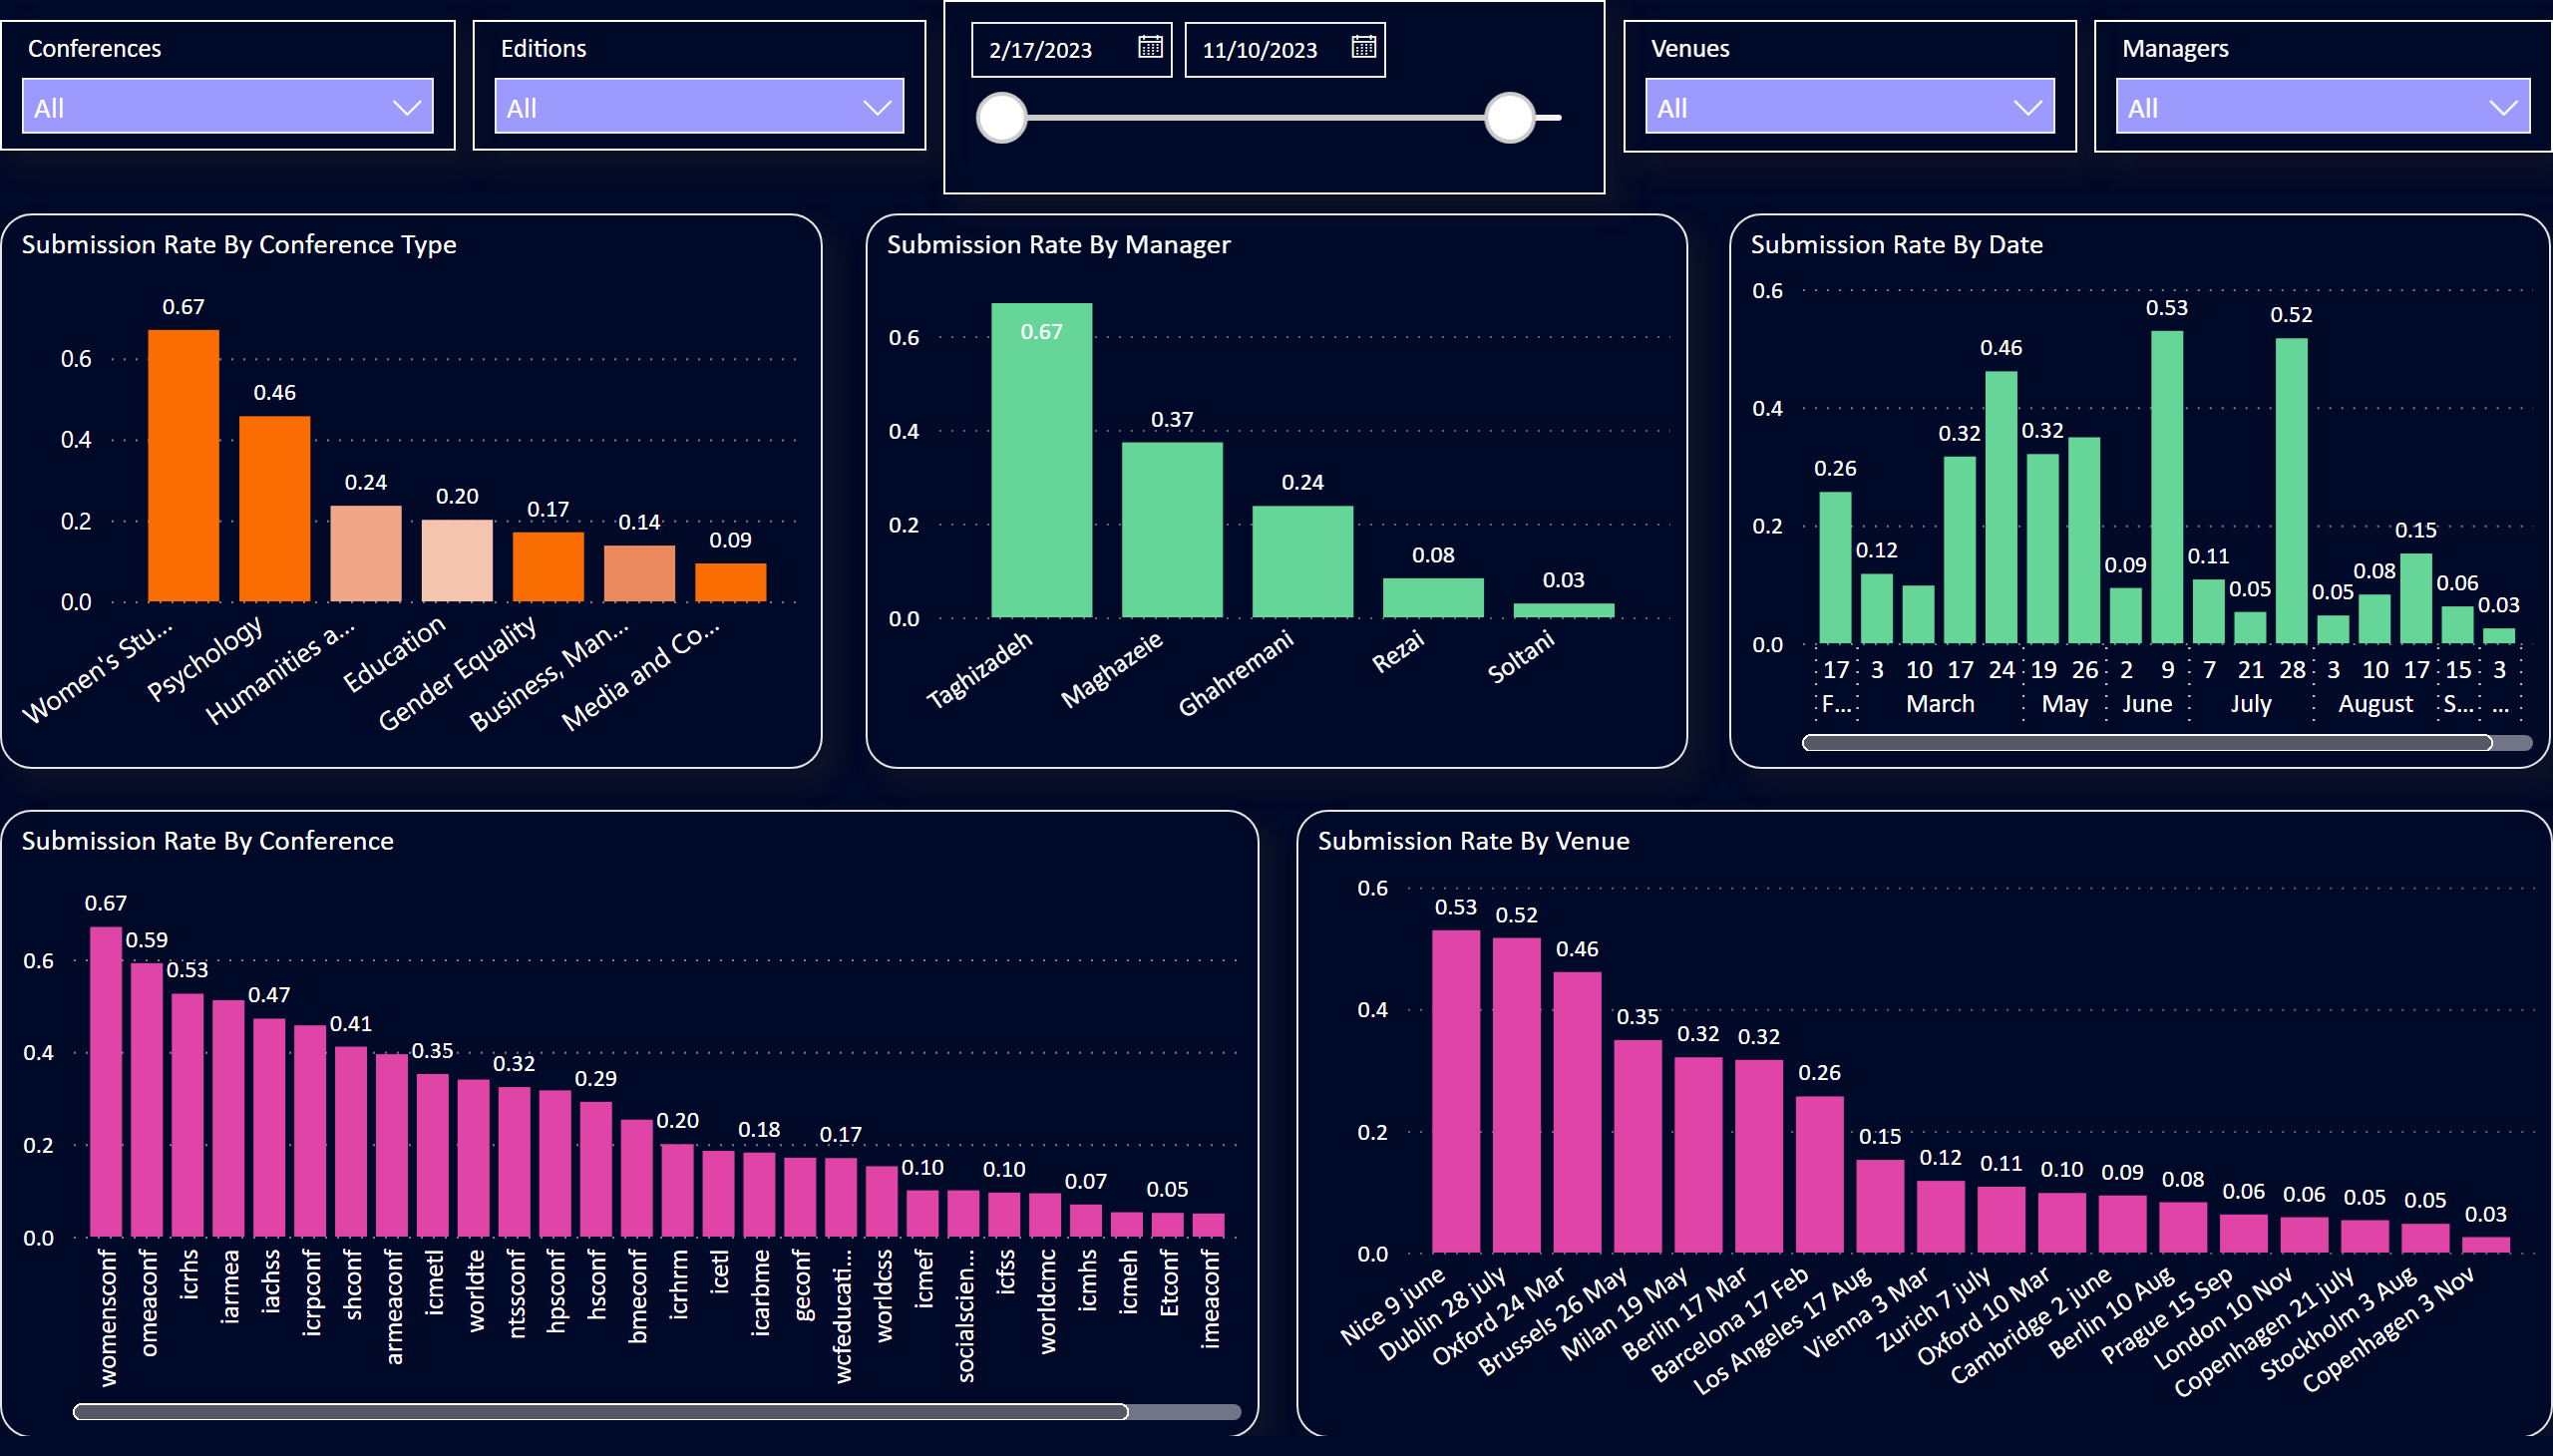 Conferences
All
Editions
All
2/17/2023
11/10/2023
Venues
All
Managers
All
Submission Rate By Conference Type
0.67
0.46
0.24
0.20
0.17
0.14
0.09
0.6
0.4
0.2
0.0
Women's Stu...
Psychology
Humanities a...
Education
Gender Equality
Business, Man...
Media and Co...
Submission Rate By Manager
0.67
0.37
0.24
0.08
0.03
0.6
0.4
0.2
0.0
Taghizadeh
Maghazeie
Ghahremani
Rezai
Soltani
Submission Rate By Date
0.6
0.4
0.2
0.0
0.26
0.12
0.32
0.46
0.32
0.09
0.53
0.11
0.05
0.52
0.05
0.08
0.15
0.06
0.03
17 3 10 17 24 19 26 2 9 7 21 28 3 10 17 15 3
F... March May June July August S... ...
Submission Rate By Conference
0.67
0.59
0.53
0.47
0.41
0.35
0.32
0.29
0.20
0.18
0.17
0.10
0.10
0.07
0.05
0.6
0.4
0.2
0.0
womensconf
omeaconf
icrhs
iarmea
iachss
icrpconf
shconf
armeaconf
icmetl
worldte
ntssconf
hpsconf
hsconf
bmeconf
icrhrm
icetl
icarbme
geconf
wcfeducati...
worldcss
icmef
socialscien...
icfss
worldcmc
icmhs
icmeh
Etconf
imeaconf
Submission Rate By Venue
0.6
0.4
0.2
0.0
0.53
0.52
0.46
0.35
0.32
0.32
0.26
0.15
0.12
0.11
0.10
0.09
0.08
0.06
0.06
0.05
0.05
0.03
Nice 9 june
Dublin 28 july
Oxford 24 Mar
Brussels 26 May
Milan 19 May
Berlin 17 Mar
Barcelona 17 Feb
Los Angeles 17 Aug
Vienna 3 Mar
Zurich 7 july
Oxford 10 Mar
Cambridge 2 june
Berlin 10 Aug
Prague 15 Sep
London 10 Nov
Copenhagen 21 july
Stockholm 3 Aug
Copenhagen 3 Nov